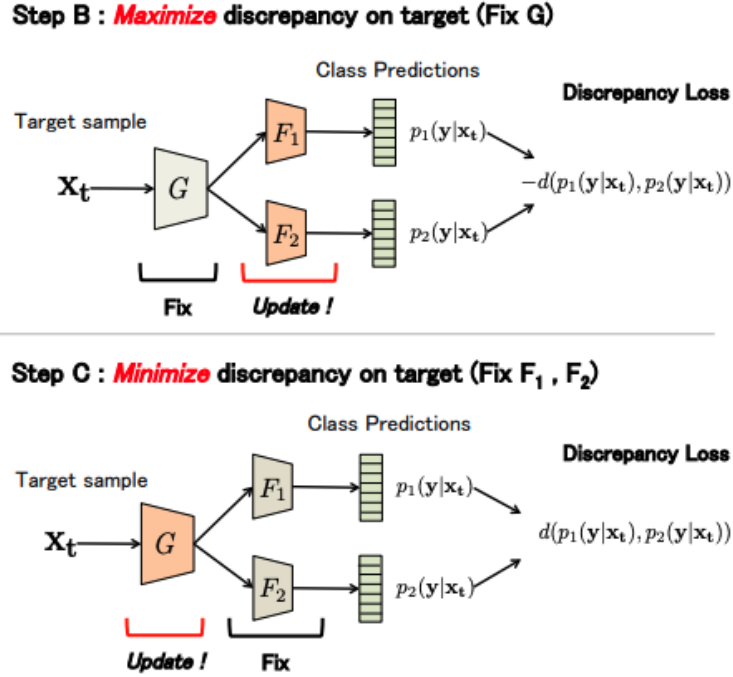 Step B : Maximize discrepancy on target (Fix G)
Class Predictions
Discrepancy Loss
Target sample
F₁
p₁(y|xₜ)
Xₜ
G
−d(p₁(y|xₜ), p₂(y|xₜ))
F₂
p₂(y|xₜ)
Fix
Update !
Step C : Minimize discrepancy on target (Fix F₁ , F₂)
Class Predictions
Discrepancy Loss
Target sample
F₁
p₁(y|xₜ)
Xₜ
G
d(p₁(y|xₜ), p₂(y|xₜ))
F₂
p₂(y|xₜ)
Update !
Fix